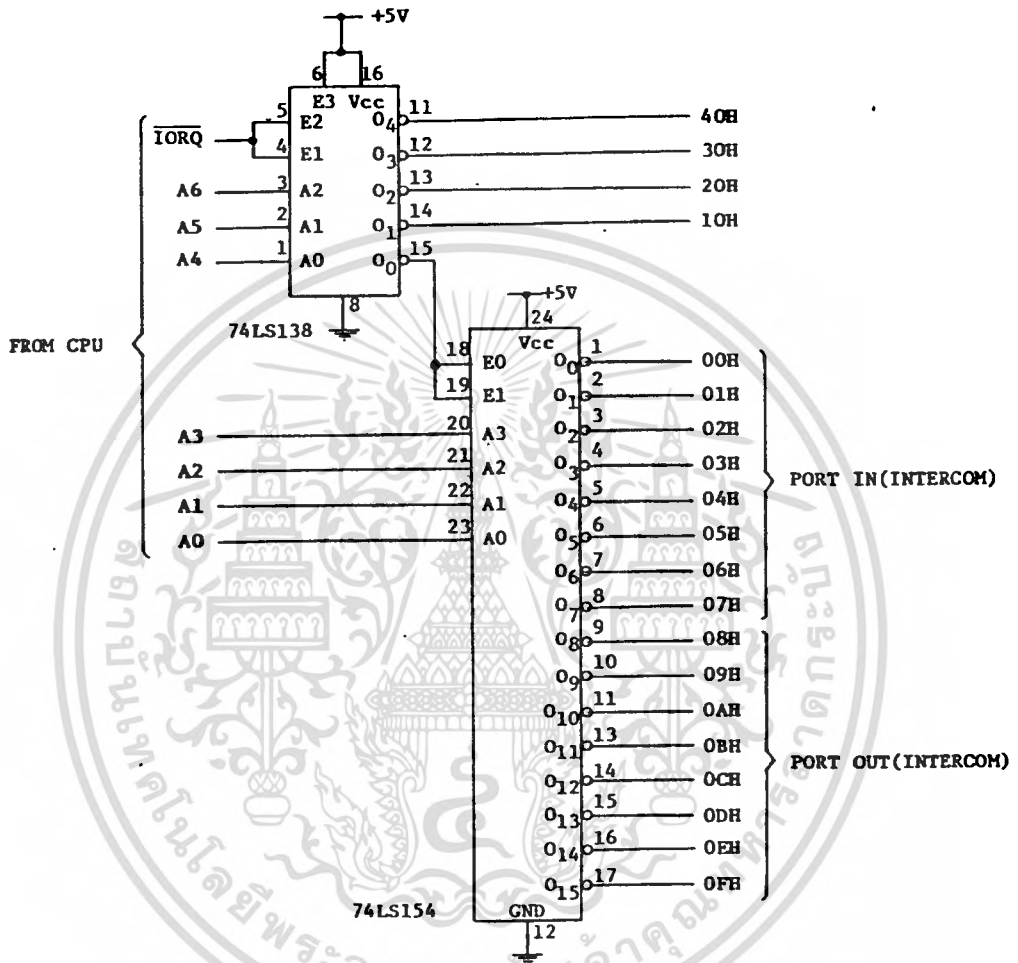 +5V
6 16
E3 Vcc
5 E2 O4 11 40H
IORQ
4 E1 O3 12 30H
A6 3 A2 O2 13 20H
A5 2 A1 O1 14 10H
A4 1 A0 O0 15
8
74LS138
+5V
24
Vcc
FROM CPU
18 E0 O0 1 00H
19 E1 O1 2 01H
A3 20 A3 O2 3 02H
A2 21 A2 O3 4 03H
A1 22 A1 O4 5 04H
A0 23 A0 O5 6 05H
O6 7 06H
O7 8 07H
PORT IN(INTERCOM)
O8 9 08H
O9 10 09H
O10 11 0AH
O11 13 0BH
O12 14 0CH
O13 15 0DH
O14 16 0EH
O15 17 0FH
PORT OUT(INTERCOM)
74LS154
GND
12